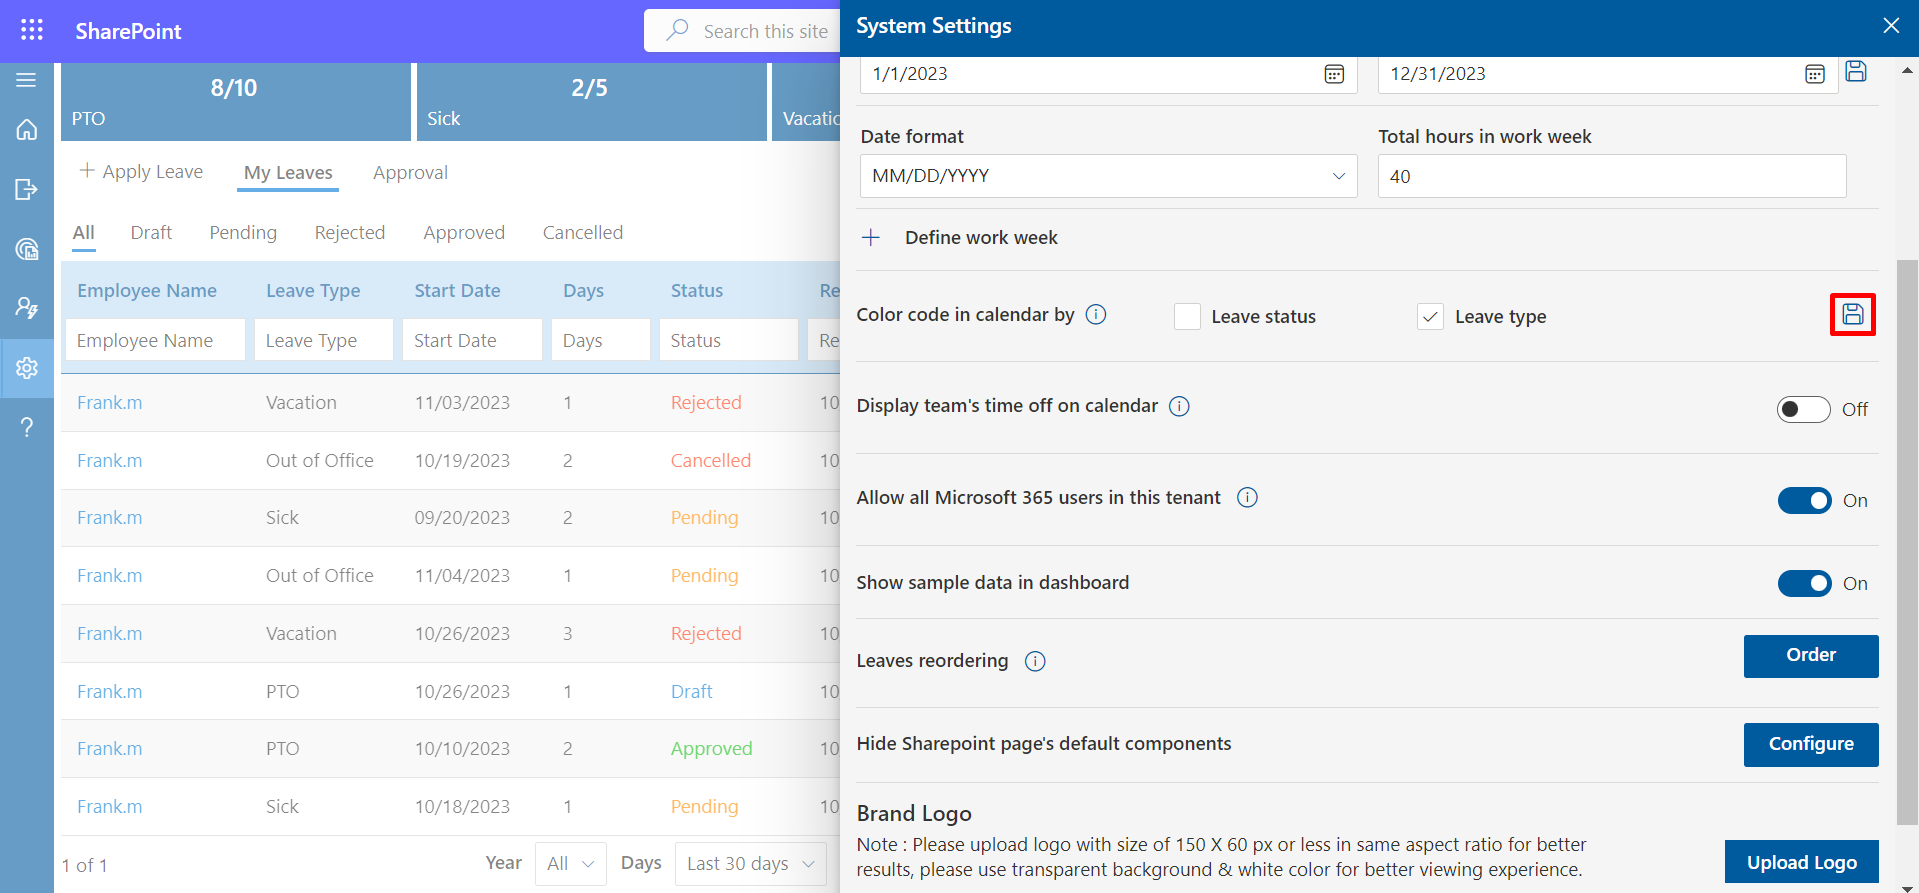 SharePoint
Search this site
System Settings
8/10
PTO
2/5
Sick
Vacatio
1/1/2023
12/31/2023
Apply Leave
My Leaves
Approval
Date format
Total hours in work week
MM/DD/YYYY
40
All
Draft
Pending
Rejected
Approved
Cancelled
Define work week
Employee Name Leave Type Start Date Days Status Re
Employee Name Leave Type Start Date Days Status Re
Color code in calendar by
Leave status
Leave type
Frank.m Vacation 11/03/2023 1 Rejected 10
Frank.m Out of Office 10/19/2023 2 Cancelled 10
Frank.m Sick 09/20/2023 2 Pending 10
Frank.m Out of Office 11/04/2023 1 Pending 10
Frank.m Vacation 10/26/2023 3 Rejected 10
Frank.m PTO 10/26/2023 1 Draft 10
Frank.m PTO 10/10/2023 2 Approved 10
Frank.m Sick 10/18/2023 1 Pending 10
1 of 1
Year All Days Last 30 days
Display team's time off on calendar
Off
Allow all Microsoft 365 users in this tenant
On
Show sample data in dashboard
On
Leaves reordering
Order
Hide Sharepoint page's default components
Configure
Brand Logo
Note : Please upload logo with size of 150 X 60 px or less in same aspect ratio for better
results, please use transparent background & white color for better viewing experience.
Upload Logo